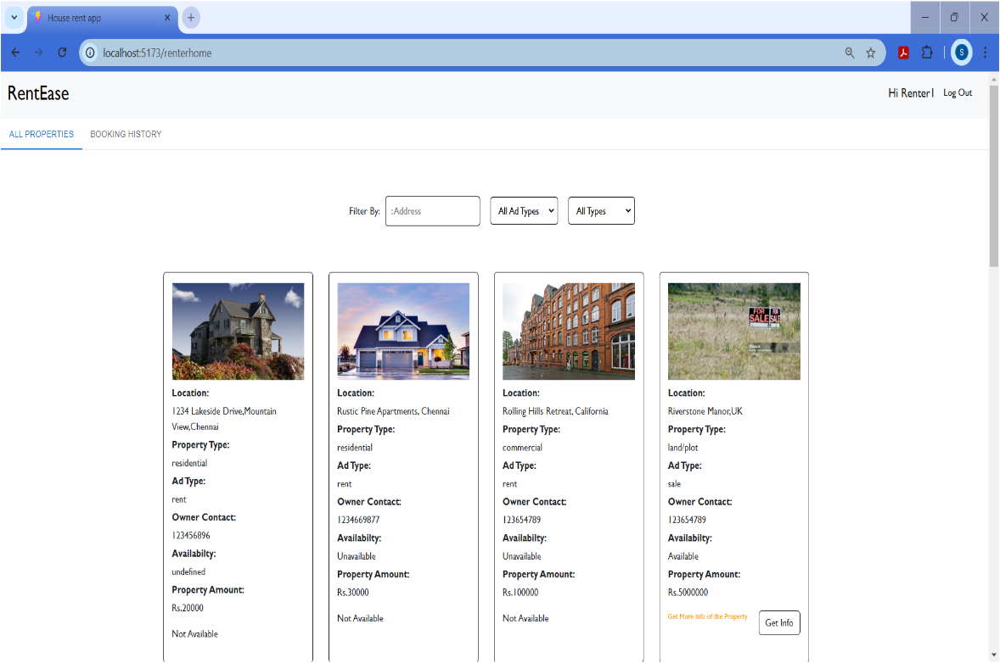 House rent app
localhost:5173/renterhome
S
RentEase
Hi Renter1
Log Out
ALL PROPERTIES
BOOKING HISTORY
Filter By:
:Address
All Ad Types
All Types
FOR SALE
FOR SALE
Location:
1234 Lakeside Drive,Mountain
View,Chennai
Property Type:
residential
Ad Type:
rent
Owner Contact:
123456896
Availabilty:
undefined
Property Amount:
Rs.20000
Not Available
Location:
Rustic Pine Apartments, Chennai
Property Type:
residential
Ad Type:
rent
Owner Contact:
1234669877
Availabilty:
Unavailable
Property Amount:
Rs.30000
Not Available
Location:
Rolling Hills Retreat, California
Property Type:
commercial
Ad Type:
rent
Owner Contact:
123654789
Availabilty:
Unavailable
Property Amount:
Rs.100000
Not Available
Location:
Riverstone Manor,UK
Property Type:
land/plot
Ad Type:
sale
Owner Contact:
123654789
Availabilty:
Available
Property Amount:
Rs.5000000
Get More Info of the Property
Get Info